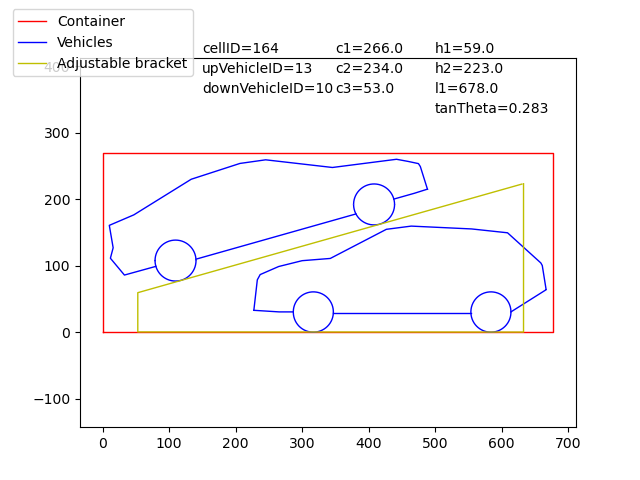 Container
Vehicles
Adjustable bracket
cellID=164 c1=266.0 h1=59.0
upVehicleID=13 c2=234.0 h2=223.0
downVehicleID=10 c3=53.0 l1=678.0
tanTheta=0.283
400
300
200
100
0
−100
0 100 200 300 400 500 600 700